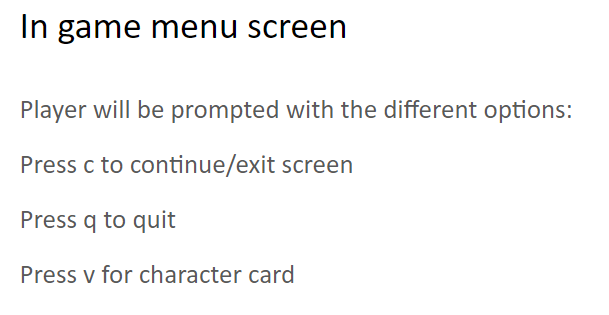 In game menu screen
Player will be prompted with the different options:
Press c to continue/exit screen
Press q to quit
Press v for character card